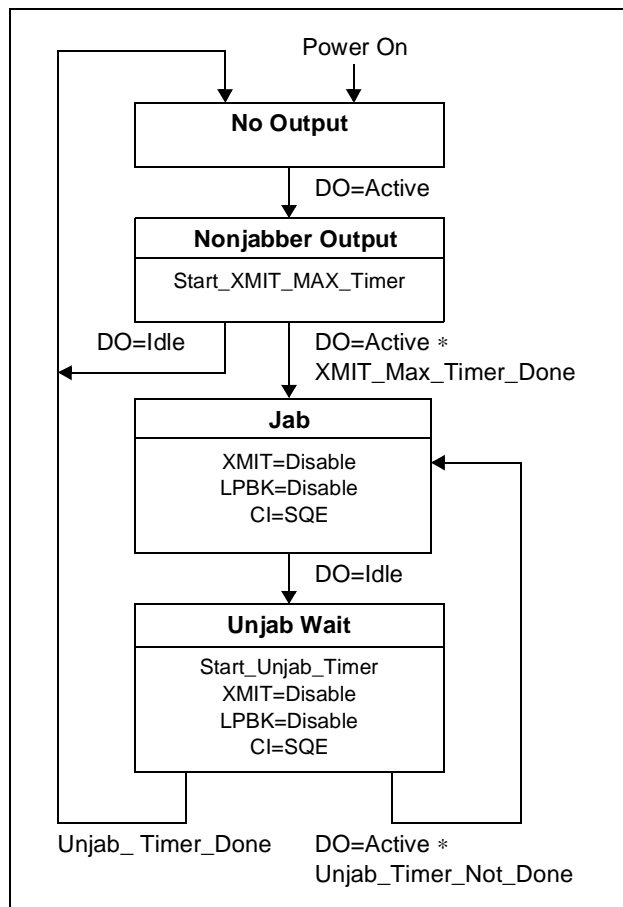 Power On
No Output
DO=Active
Nonjabber Output
Start_XMIT_MAX_Timer
DO=Idle
DO=Active *
XMIT_Max_Timer_Done
Jab
XMIT=Disable
LPBK=Disable
CI=SQE
DO=Idle
Unjab Wait
Start_Unjab_Timer
XMIT=Disable
LPBK=Disable
CI=SQE
Unjab_ Timer_Done
DO=Active *
Unjab_Timer_Not_Done